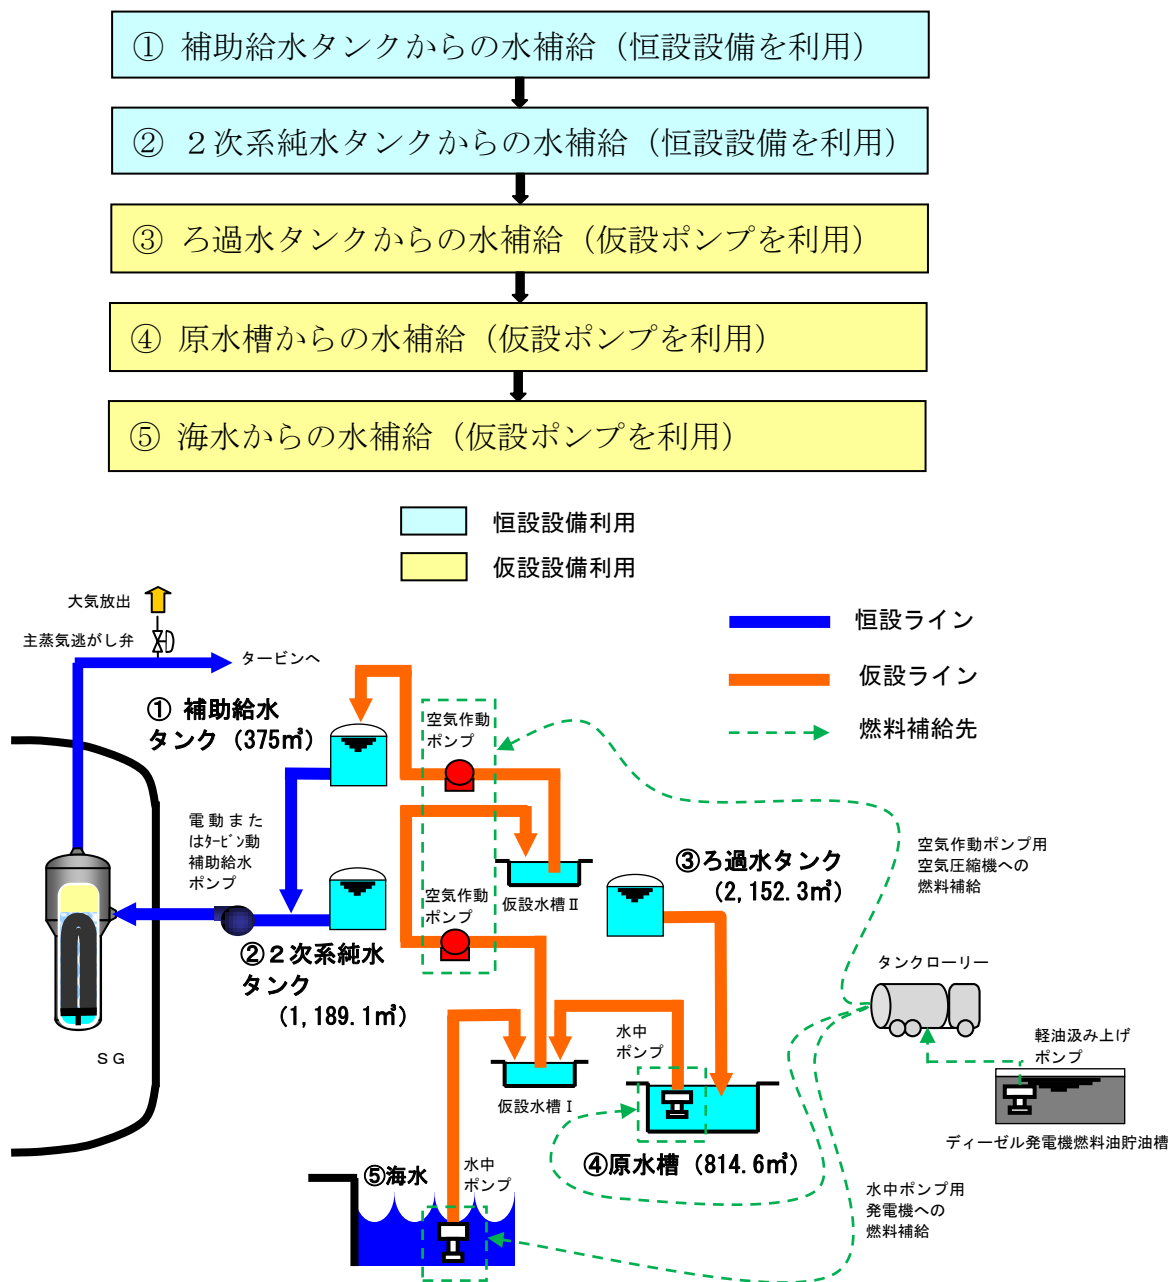 ① 補助給水タンクからの水補給（恒設設備を利用）
② ２次系純水タンクからの水補給（恒設設備を利用）
③ ろ過水タンクからの水補給（仮設ポンプを利用）
④ 原水槽からの水補給（仮設ポンプを利用）
⑤ 海水からの水補給（仮設ポンプを利用）
恒設設備利用
仮設設備利用
大気放出
主蒸気逃がし弁
タービンへ
恒設ライン
仮設ライン
燃料補給先
① 補助給水
タンク（375㎥）
空気作動
ポンプ
電動また
はタービン動
補助給水
ポンプ
仮設水槽Ⅱ
③ろ過水タンク
（2,152.3㎥）
空気作動ポンプ用
空気圧縮機への
燃料補給
空気作動
ポンプ
②２次系純水
タンク
（1,189.1㎥）
タンクローリー
ＳＧ
水中
ポンプ
軽油汲み上げ
ポンプ
仮設水槽Ⅰ
ディーゼル発電機燃料油貯油槽
④原水槽（814.6㎥）
⑤海水
水中
ポンプ
水中ポンプ用
発電機への
燃料補給